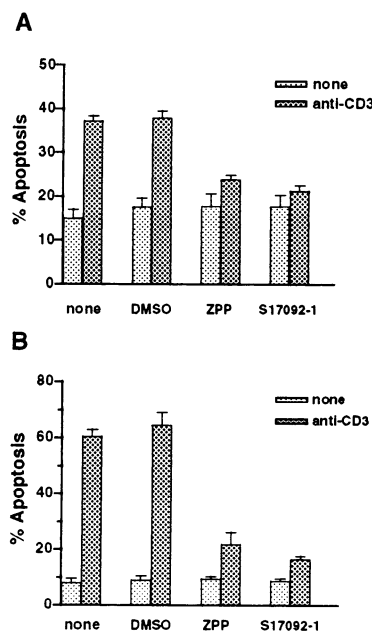 A
50
40
30
20
10
0
% Apoptosis
none
anti-CD3
none DMSO ZPP S17092-1
B
80
60
40
20
0
% Apoptosis
none
anti-CD3
none DMSO ZPP S17092-1